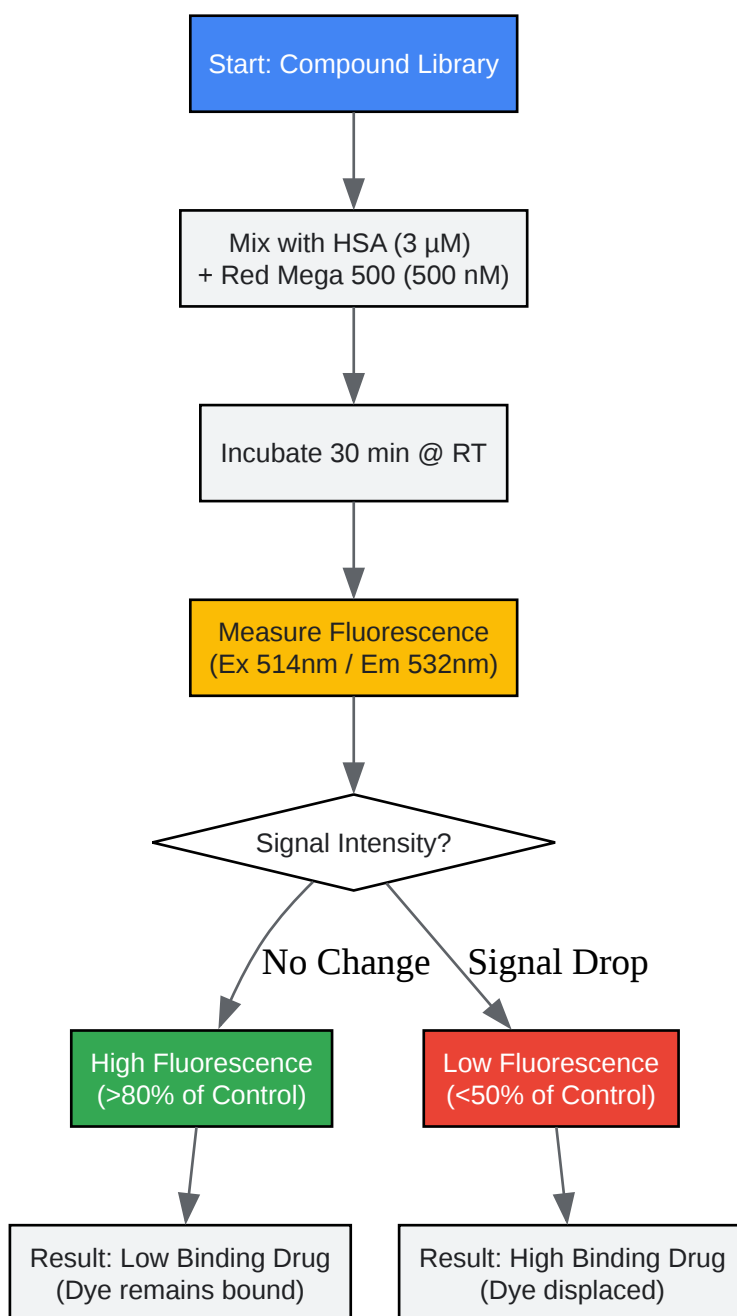 Start: Compound Library
Mix with HSA (3 µM)
+ Red Mega 500 (500 nM)
Incubate 30 min @ RT
Measure Fluorescence
(Ex 514nm / Em 532nm)
Signal Intensity?
No Change
Signal Drop
High Fluorescence
(>80% of Control)
Low Fluorescence
(<50% of Control)
Result: Low Binding Drug
(Dye remains bound)
Result: High Binding Drug
(Dye displaced)